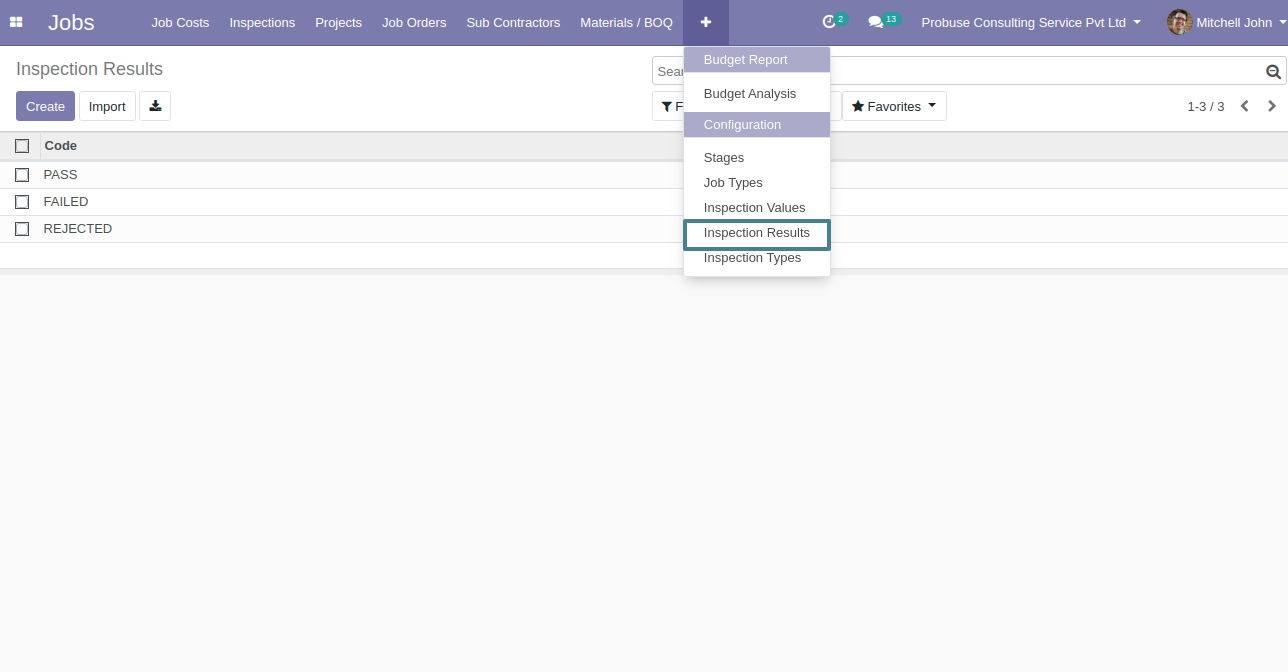 Jobs
Job Costs
Inspections
Projects
Job Orders
Sub Contractors
Materials / BOQ
2
13
Probuse Consulting Service Pvt Ltd
Mitchell John
Inspection Results
Sear
Create
Import
F
Favorites
1-3 / 3
Budget Report
Budget Analysis
Configuration
Stages
Job Types
Inspection Values
Inspection Results
Inspection Types
Code
PASS
FAILED
REJECTED